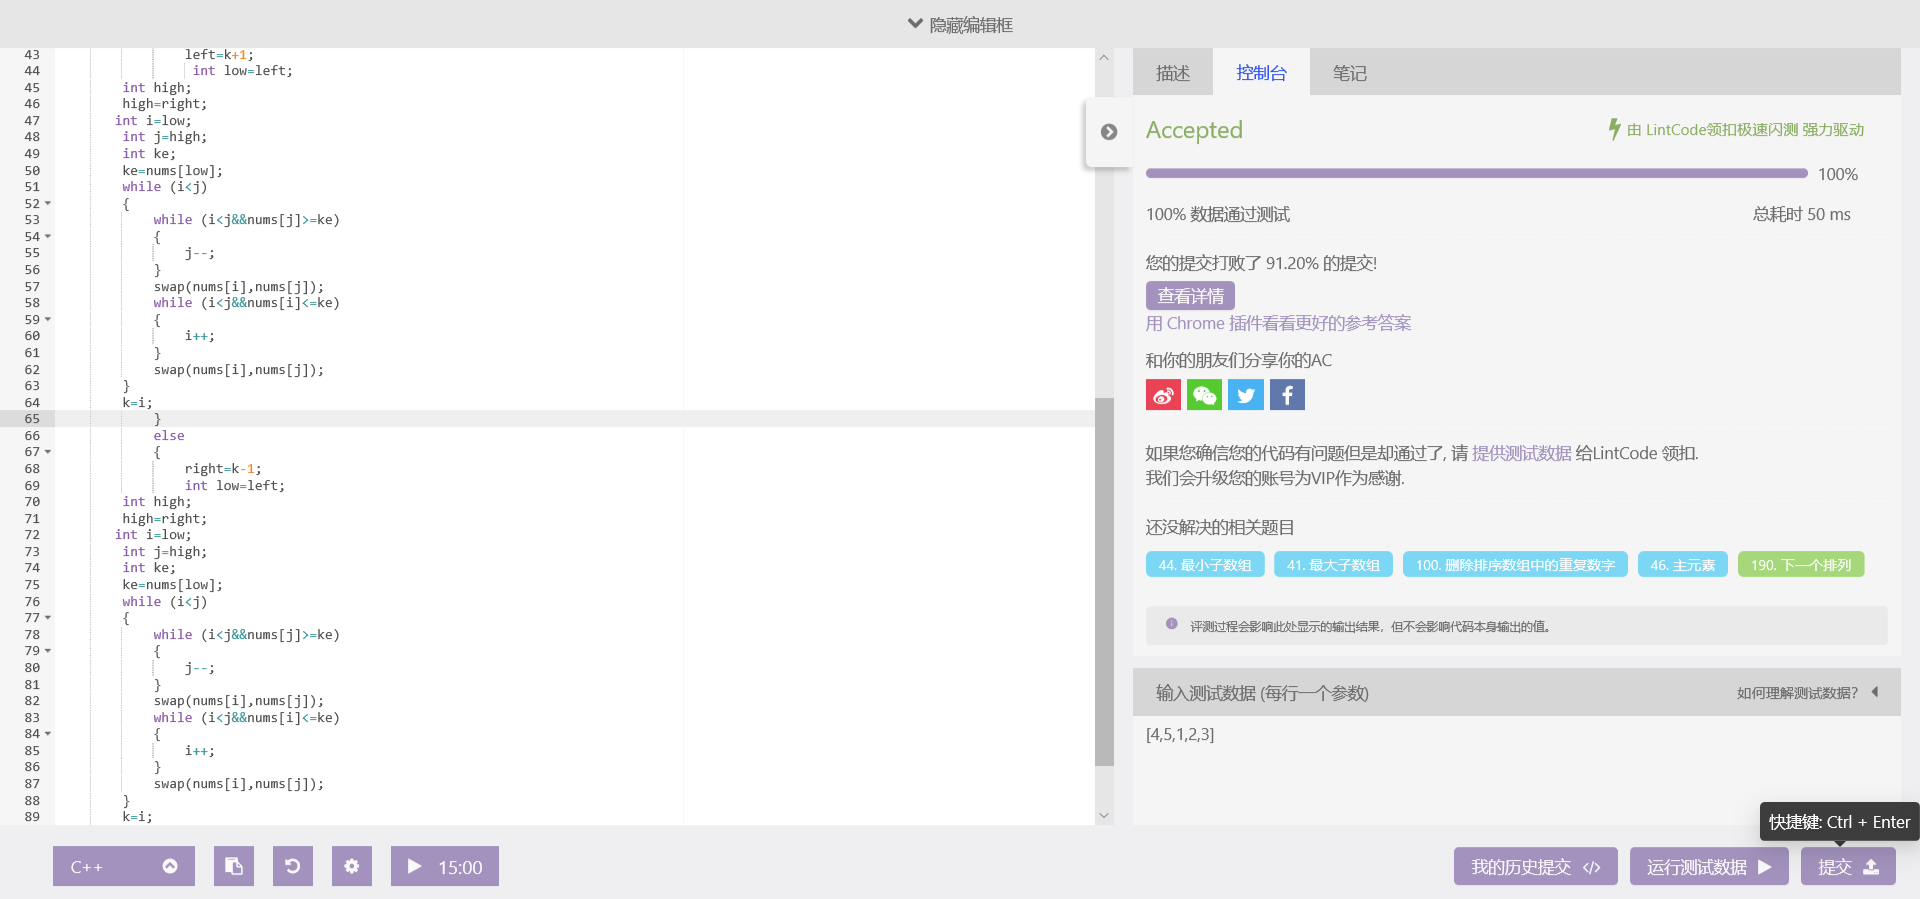 隐藏编辑框
43 left=k+1;
44 int low=left;
45 int high;
46 high=right;
47 int i=low;
48 int j=high;
49 int ke;
50 ke=nums[low];
51 while (i<j)
52 {
53 while (i<j&&nums[j]>=ke)
54 {
55 j--;
56 }
57 swap(nums[i],nums[j]);
58 while (i<j&&nums[i]<=ke)
59 {
60 i++;
61 }
62 swap(nums[i],nums[j]);
63 }
64 k=i;
65 }
66 else
67 {
68 right=k-1;
69 int low=left;
70 int high;
71 high=right;
72 int i=low;
73 int j=high;
74 int ke;
75 ke=nums[low];
76 while (i<j)
77 {
78 while (i<j&&nums[j]>=ke)
79 {
80 j--;
81 }
82 swap(nums[i],nums[j]);
83 while (i<j&&nums[i]<=ke)
84 {
85 i++;
86 }
87 swap(nums[i],nums[j]);
88 }
89 k=i;
描述 控制台 笔记
Accepted 由 LintCode领扣极速闪测 强力驱动
100%
100% 数据通过测试 总耗时 50 ms
您的提交打败了 91.20% 的提交!
查看详情
用 Chrome 插件看看更好的参考答案
和你的朋友们分享你的AC
如果您确信您的代码有问题但是却通过了, 请 提供测试数据 给LintCode 领扣.
我们会升级您的账号为VIP作为感谢.
还没解决的相关题目
44. 最小子数组 41. 最大子数组 100. 删除排序数组中的重复数字 46. 主元素 190. 下一个排列
评测过程会影响此处显示的输出结果，但不会影响代码本身输出的值。
输入测试数据 (每行一个参数) 如何理解测试数据?
[4,5,1,2,3]
快捷键: Ctrl + Enter
C++ 15:00 我的历史提交 </> 运行测试数据 提交